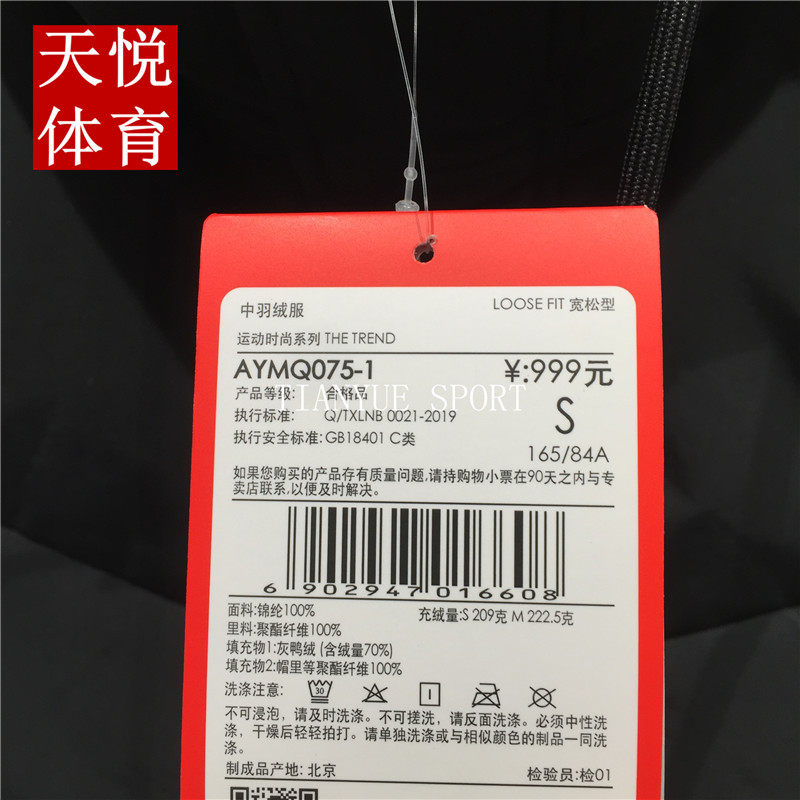 天悦
体育
中羽绒服
LOOSE FIT 宽松型
运动时尚系列 THE TREND
AYMQ075-1
¥:999元
产品等级: 合格品
TIANYUE SPORT
执行标准: Q/TXLNB 0021-2019
S
执行安全标准: GB18401 C类
165/84A
如果您购买的产品存有质量问题,请持购物小票在90天之内与专
卖店联系,以便及时解决。
6 902947 016608
面料:锦纶100%
充绒量:S 209克 M 222.5克
里料:聚酯纤维100%
填充物1:灰鸭绒 (含绒量70%)
填充物2:帽里等聚酯纤维100%
洗涤注意:
30
不可浸泡，请及时洗涤。不可搓洗，请反面洗涤。必须中性洗
涤，干燥后轻轻拍打。请单独洗涤或与相似颜色的制品一同洗
涤。
制成品产地: 北京
检验员: 检01